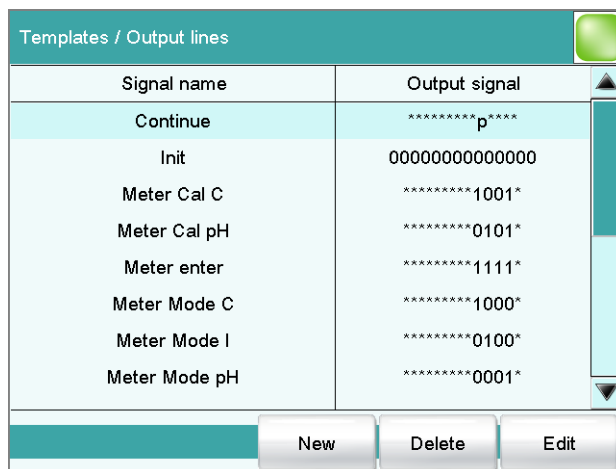 Templates / Output lines
Signal name Output signal
Continue *********p****
Init 00000000000000
Meter Cal C *********1001*
Meter Cal pH *********0101*
Meter enter *********1111*
Meter Mode C *********1000*
Meter Mode I *********0100*
Meter Mode pH *********0001*
New Delete Edit